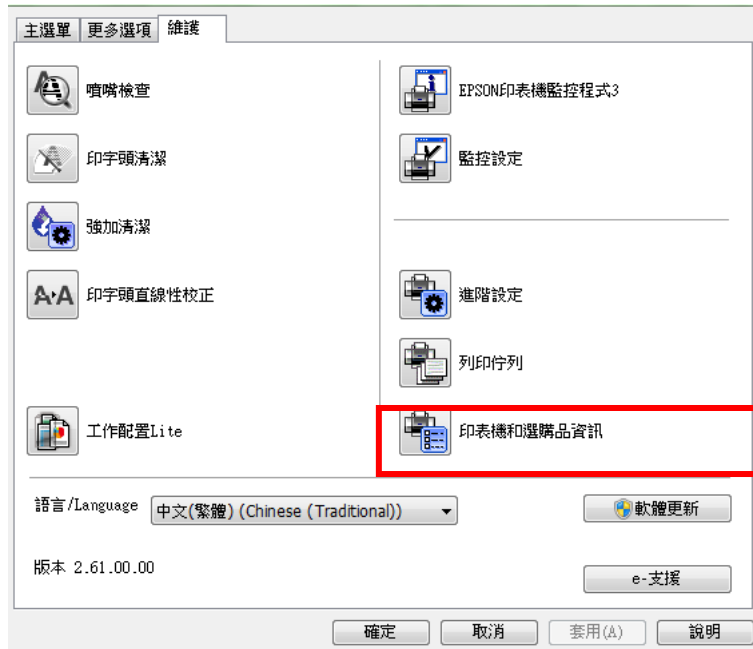 主選單 更多選項 維護
噴嘴檢查
印字頭清潔
強加清潔
印字頭直線性校正
工作配置Lite
EPSON印表機監控程式3
監控設定
進階設定
列印佇列
印表機和選購品資訊
語言/Language 中文(繁體) (Chinese (Traditional)) 軟體更新
版本 2.61.00.00 e-支援
確定 取消 套用(A) 說明